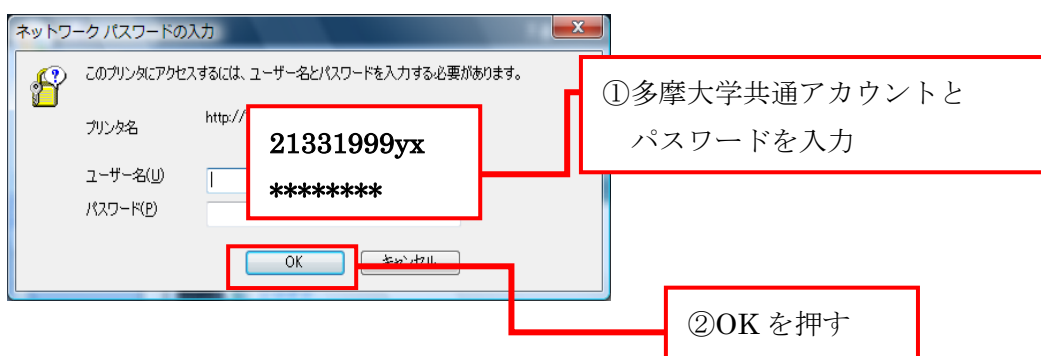 ネットワーク パスワードの入力
このプリンタにアクセスするには、ユーザー名とパスワードを入力する必要があります。
プリンタ名
http://
21331999yx
********
ユーザー名(U)
パスワード(P)
OK
キャンセル
①多摩大学共通アカウントと
パスワードを入力
②OK を押す